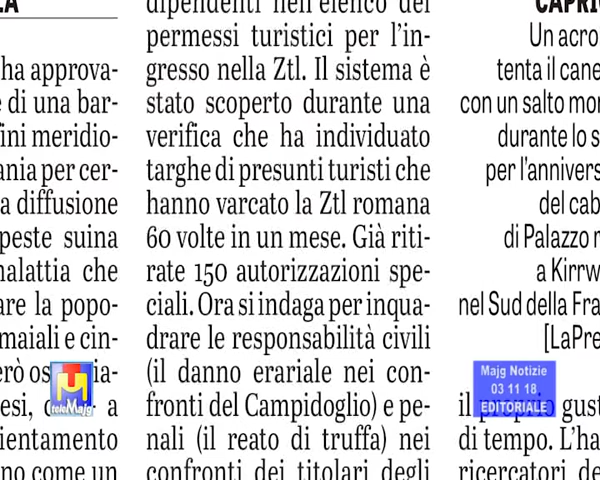 LA
ha approva-
e di una bar-
fini meridio-
ania per cer-
a diffusione
peste suina
malattia che
are la popo-
maiali e cin-
erò os ia-
esi, a
ientamento
no come un
dipendenti nell'elenco dei
permessi turistici per l'in-
gresso nella Ztl. Il sistema è
stato scoperto durante una
verifica che ha individuato
targhe di presunti turisti che
hanno varcato la Ztl romana
60 volte in un mese. Già riti-
rate 150 autorizzazioni spe-
ciali. Ora si indaga per inqua-
drare le responsabilità civili
(il danno erariale nei con-
fronti del Campidoglio) e pe-
nali (il reato di truffa) nei
confronti dei titolari degli
CAPRI
Un acro
tenta il cane
con un salto mor
durante lo s
per l'annivers
del cab
di Palazzo r
a Kirrw
nel Sud della Fra
[LaPre
il proprio gust
di tempo. L'ha
ricercatori de
TM
teleMajg
Majg Notizie
03 11 18
EDITORIALE